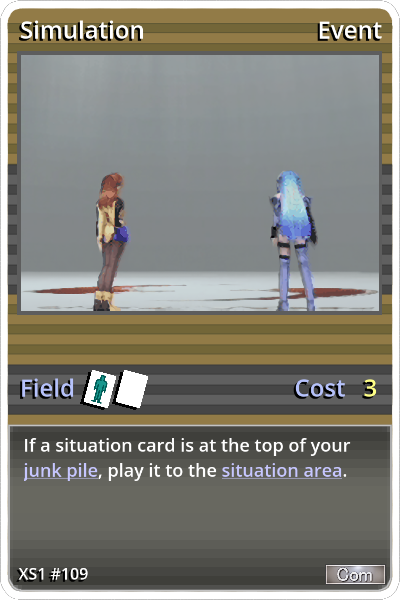 Simulation Event
Field Cost 3
If a situation card is at the top of your
junk pile, play it to the situation area.
XS1 #109 Com